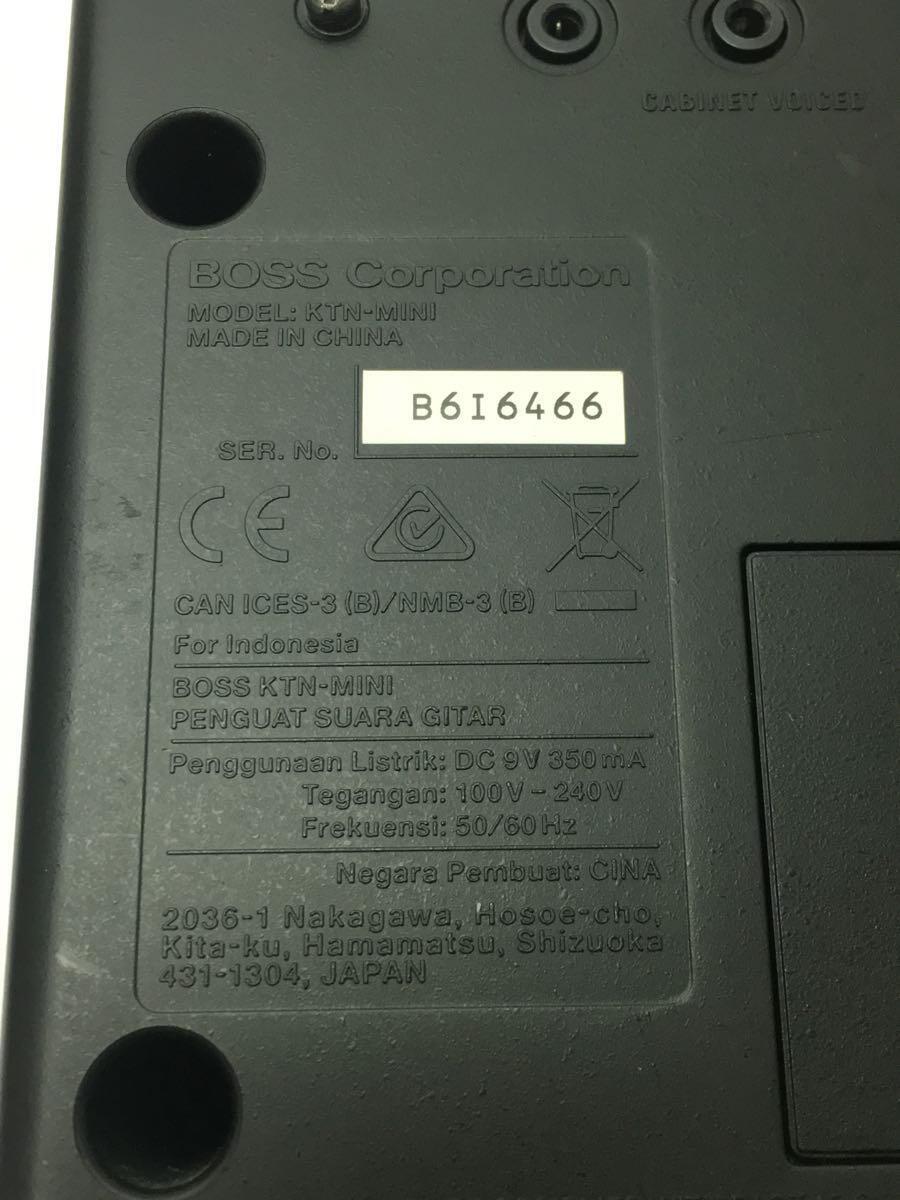 CABINET VOICED
BOSS Corporation
MODEL: KTN-MINI
MADE IN CHINA
B6I6466
SER. No.
CE
CAN ICES-3 (B)/NMB-3 (B)
For Indonesia
BOSS KTN-MINI
PENGUAT SUARA GITAR
Penggunaan Listrik: DC 9V 350mA
Tegangan: 100V - 240V
Frekuensi: 50/60Hz
Negara Pembuat: CINA
2036-1 Nakagawa, Hosoe-cho,
Kita-ku, Hamamatsu, Shizuoka
431-1304, JAPAN